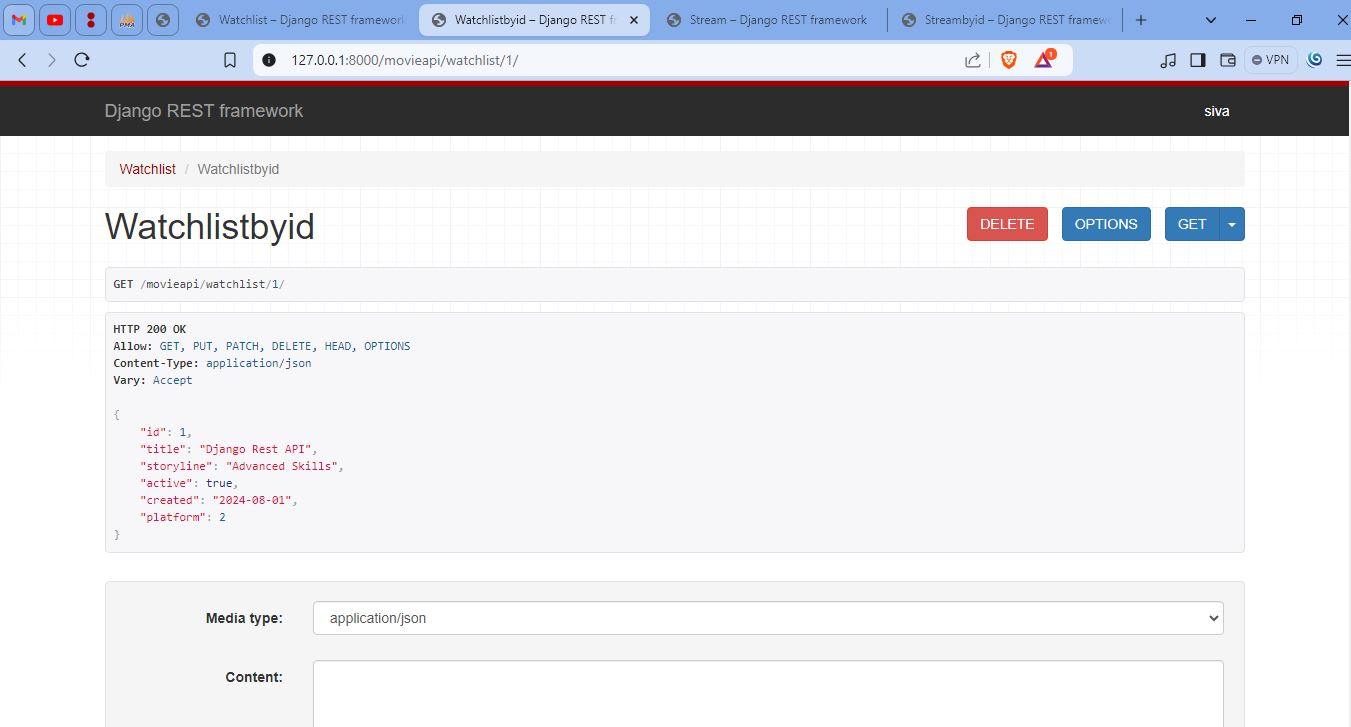 Watchlist – Django REST framework
Watchlistbyid – Django REST f
Stream – Django REST framework
Streambyid – Django REST framew
127.0.0.1:8000/movieapi/watchlist/1/
1
VPN
Django REST framework
siva
Watchlist / Watchlistbyid
Watchlistbyid
DELETE
OPTIONS
GET
GET /movieapi/watchlist/1/
HTTP 200 OK
Allow: GET, PUT, PATCH, DELETE, HEAD, OPTIONS
Content-Type: application/json
Vary: Accept
{
"id": 1,
"title": "Django Rest API",
"storyline": "Advanced Skills",
"active": true,
"created": "2024-08-01",
"platform": 2
}
Media type:
application/json
Content: